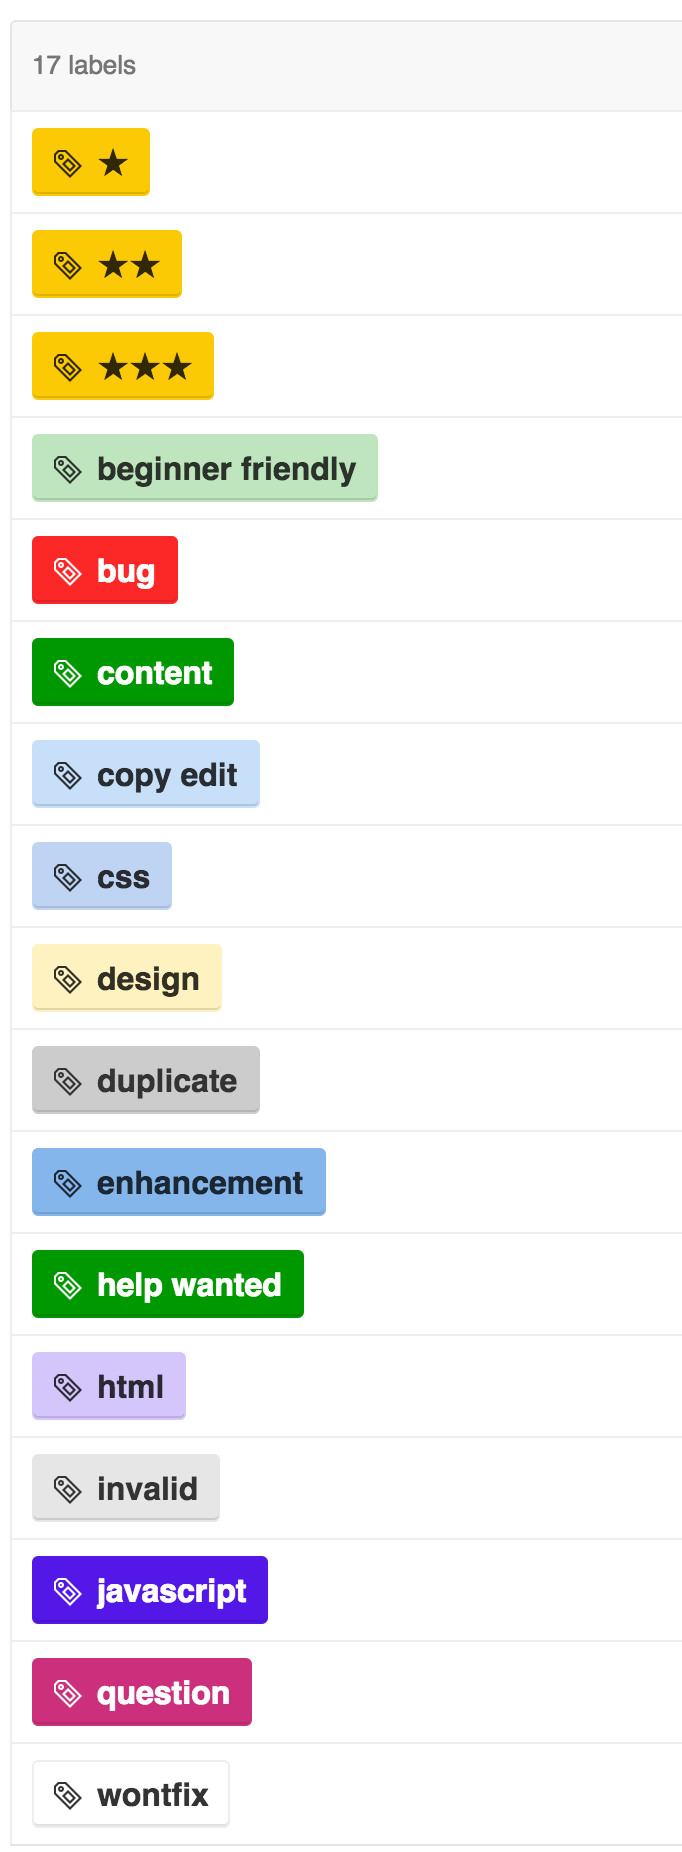 17 labels
★
★★
★★★
beginner friendly
bug
content
copy edit
css
design
duplicate
enhancement
help wanted
html
invalid
javascript
question
wontfix